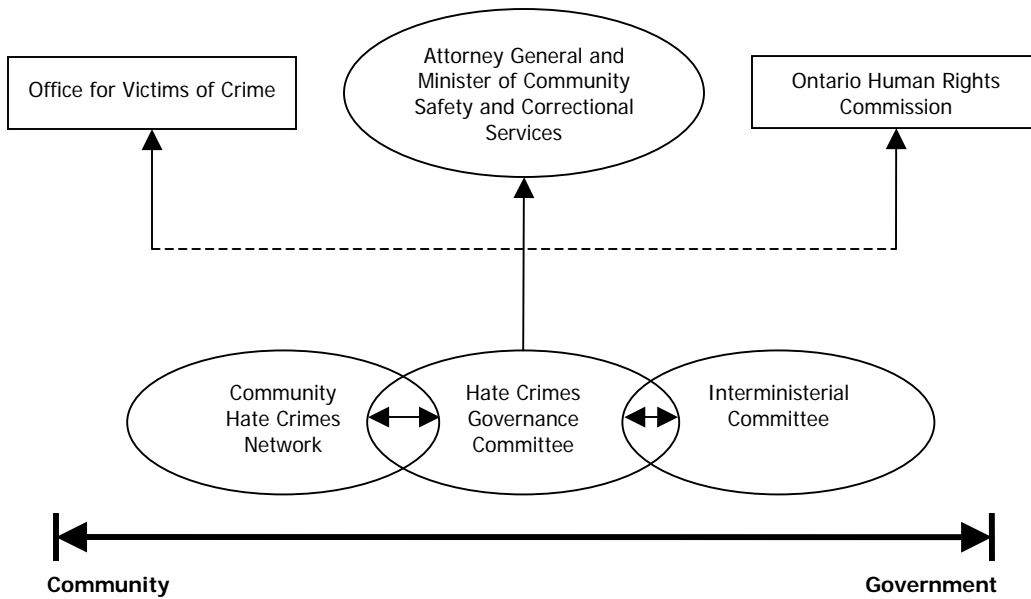 Office for Victims of Crime
Attorney General and
Minister of Community
Safety and Correctional
Services
Ontario Human Rights
Commission
Community
Hate Crimes
Network
Hate Crimes
Governance
Committee
Interministerial
Committee
Community
Government